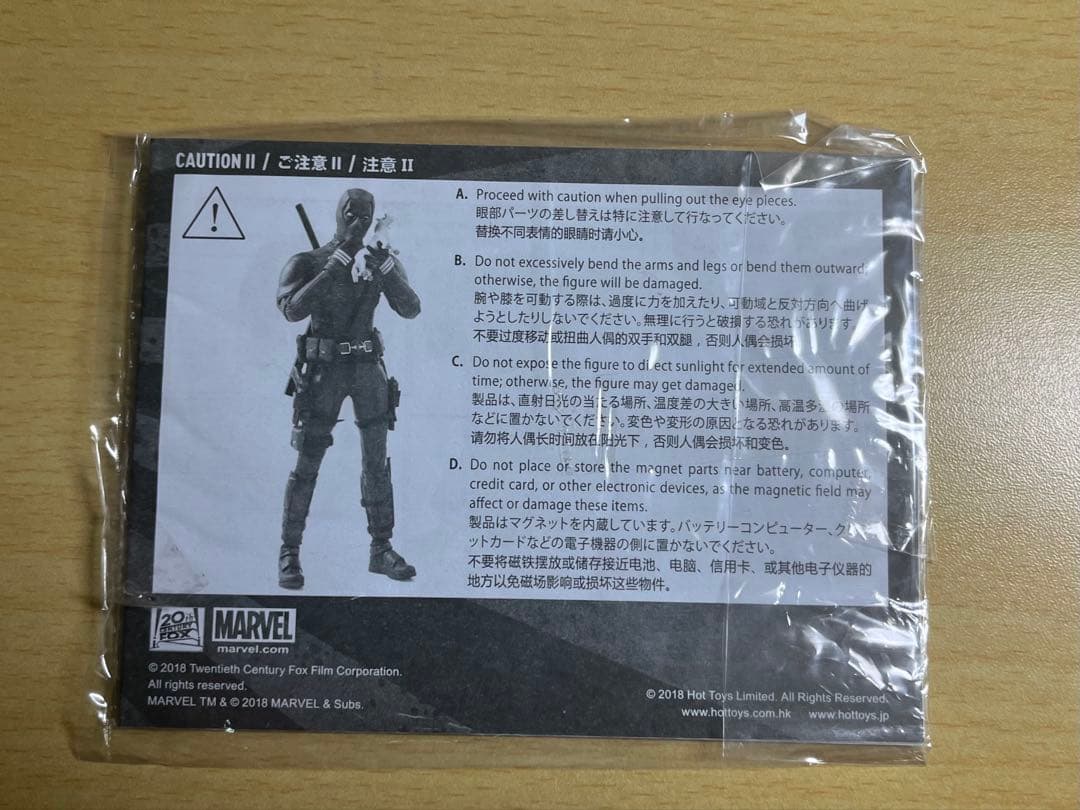 CAUTION II / ご注意 II / 注意 II
A. Proceed with caution when pulling out the eye pieces.
眼部パーツの差し替えは特に注意して行なってください。
替换不同表情的眼睛时请小心。
B. Do not excessively bend the arms and legs or bend them outward,
otherwise, the figure will be damaged.
腕や膝を可動する際は、過度に力を加えたり、可動域と反対方向へ曲げ
ようとしたりしないでください。無理に行うと破損する恐れがあります。
不要过度移动或扭曲人偶的双手和双腿，否则人偶会损坏
C. Do not expose the figure to direct sunlight for extended amount of
time; otherwise, the figure may get damaged.
製品は、直射日光の当たる場所、温度差の大きい場所、高温多湿の場所
などに置かないでください。変色や変形の原因となる恐れがあります。
请勿将人偶长时间放在阳光下，否则人偶会损坏和变色。
D. Do not place or store the magnet parts near battery, computer,
credit card, or other electronic devices, as the magnetic field may
affect or damage these items.
製品はマグネットを内蔵しています。バッテリーコンピューター、クレジ
ットカードなどの電子機器の側に置かないでください。
不要将磁铁摆放或储存接近电池、电脑、信用卡、或其他电子仪器的
地方以免磁场影响或损坏这些物件。
20th
CENTURY
FOX
MARVEL
marvel.com
© 2018 Twentieth Century Fox Film Corporation.
All rights reserved.
MARVEL TM & © 2018 MARVEL & Subs.
© 2018 Hot Toys Limited. All Rights Reserved.
www.hottoys.com.hk www.hottoys.jp